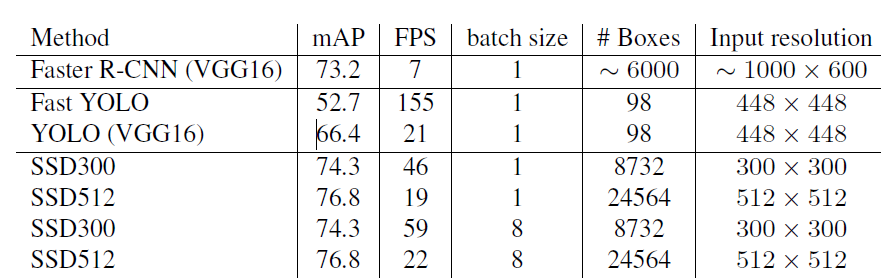 Method mAP FPS batch size # Boxes Input resolution
Faster R-CNN (VGG16) 73.2 7 1 ∼ 6000 ∼ 1000 × 600
Fast YOLO 52.7 155 1 98 448 × 448
YOLO (VGG16) 66.4 21 1 98 448 × 448
SSD300 74.3 46 1 8732 300 × 300
SSD512 76.8 19 1 24564 512 × 512
SSD300 74.3 59 8 8732 300 × 300
SSD512 76.8 22 8 24564 512 × 512